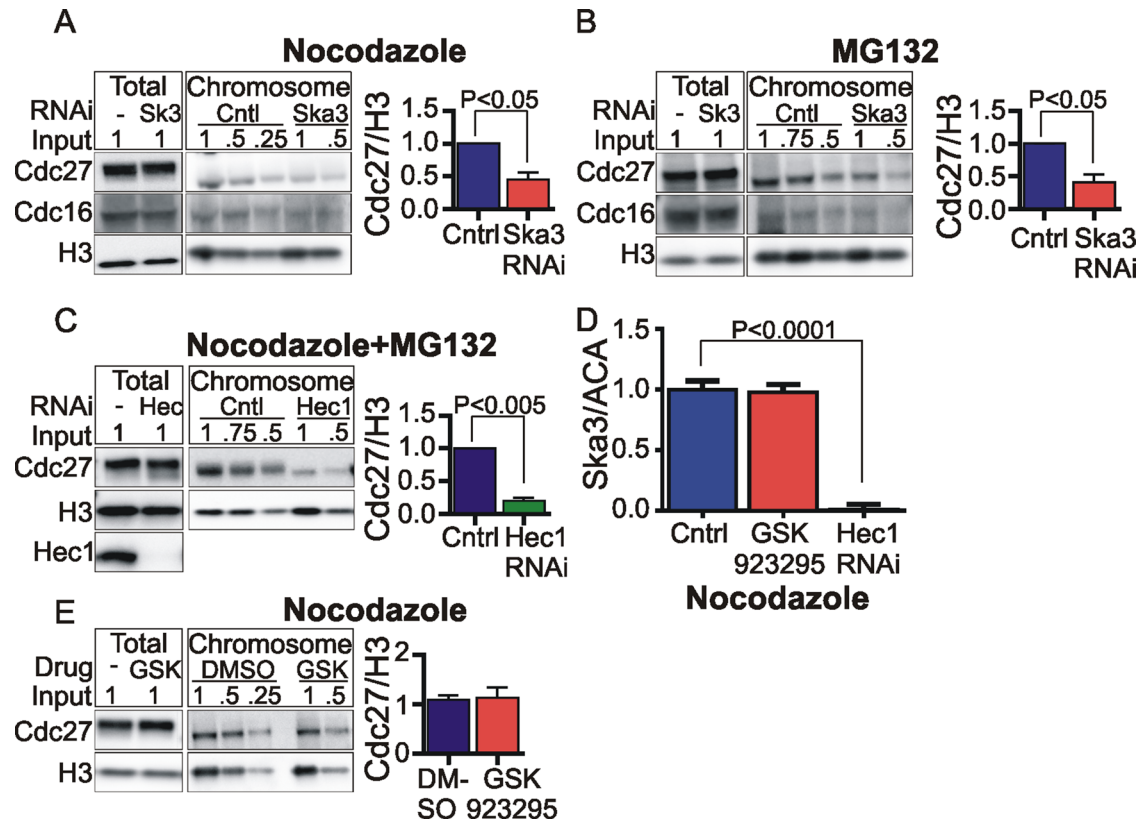 A
Nocodazole
Total Chromosome
RNAi - Sk3 Cntl Ska3
Input 1 1 1 .5 .25 1 .5
Cdc27
Cdc16
H3
Cdc27/H3
1.5
1.0
0.5
0.0
P<0.05
Cntrl Ska3
RNAi
B
MG132
Total Chromosome
RNAi - Sk3 Cntl Ska3
Input 1 1 1 .75 .5 1 .5
Cdc27
Cdc16
H3
Cdc27/H3
1.5
1.0
0.5
0.0
P<0.05
Cntrl Ska3
RNAi
C
Nocodazole+MG132
Total Chromosome
RNAi - Hec Cntl Hec1
Input 1 1 1 .75 .5 1 .5
Cdc27
H3
Hec1
Cdc27/H3
1.5
1.0
0.5
0.0
P<0.005
Cntrl Hec1
RNAi
D
Ska3/ACA
1.5
1.0
0.5
0.0
P<0.0001
Cntrl GSK Hec1
923295 RNAi
Nocodazole
E
Nocodazole
Total Chromosome
Drug - GSK DMSO GSK
Input 1 1 1 .5 .25 1 .5
Cdc27
H3
Cdc27/H3
2
1
0
DM- GSK
SO 923295